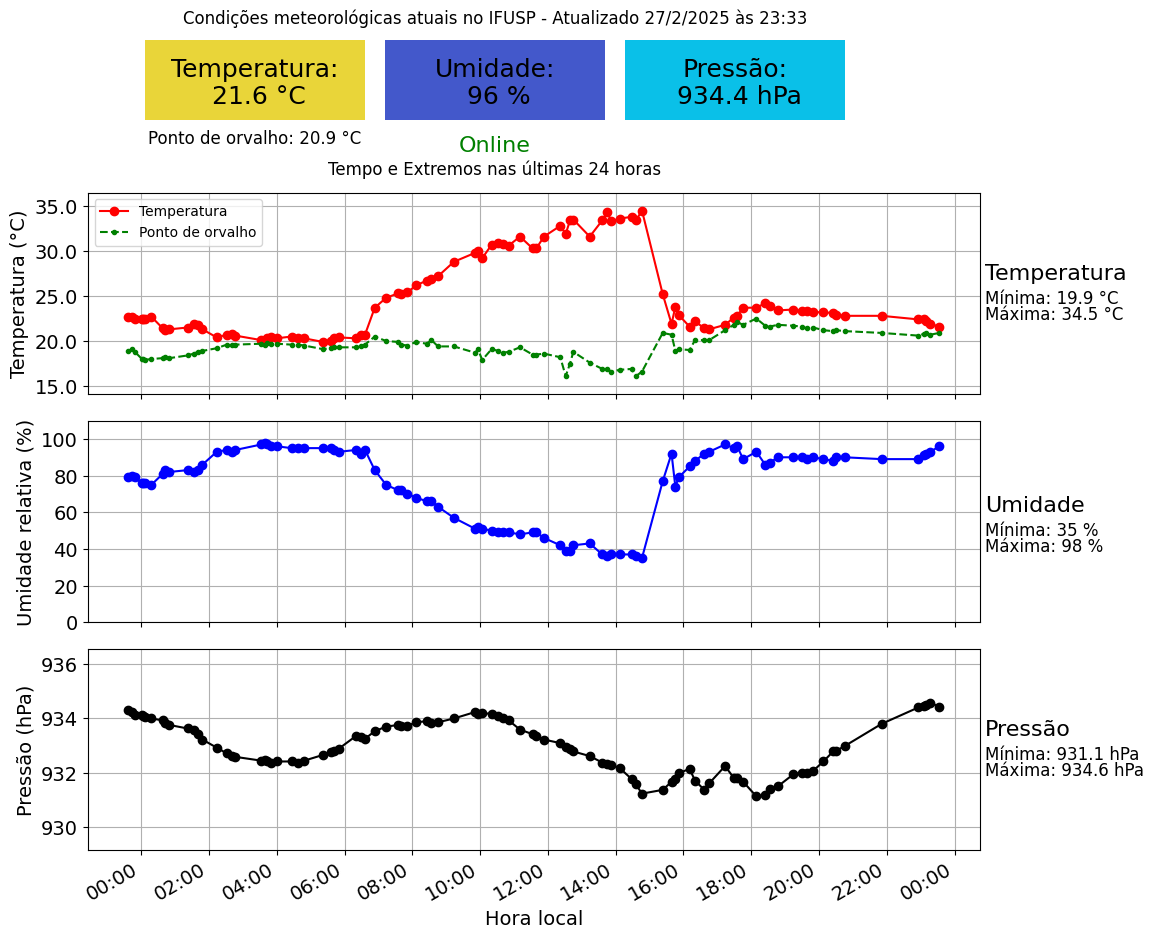 Condições meteorológicas atuais no IFUSP - Atualizado 27/2/2025 às 23:33
Temperatura:
21.6 °C
Umidade:
96 %
Pressão:
934.4 hPa
Ponto de orvalho: 20.9 °C
Online
Tempo e Extremos nas últimas 24 horas
Temperatura (°C)
35.0
30.0
25.0
20.0
15.0
Temperatura
Ponto de orvalho
Temperatura
Mínima: 19.9 °C
Máxima: 34.5 °C
Umidade relativa (%)
100
80
60
40
20
0
Umidade
Mínima: 35 %
Máxima: 98 %
Pressão (hPa)
936
934
932
930
Pressão
Mínima: 931.1 hPa
Máxima: 934.6 hPa
00:00 02:00 04:00 06:00 08:00 10:00 12:00 14:00 16:00 18:00 20:00 22:00 00:00
Hora local